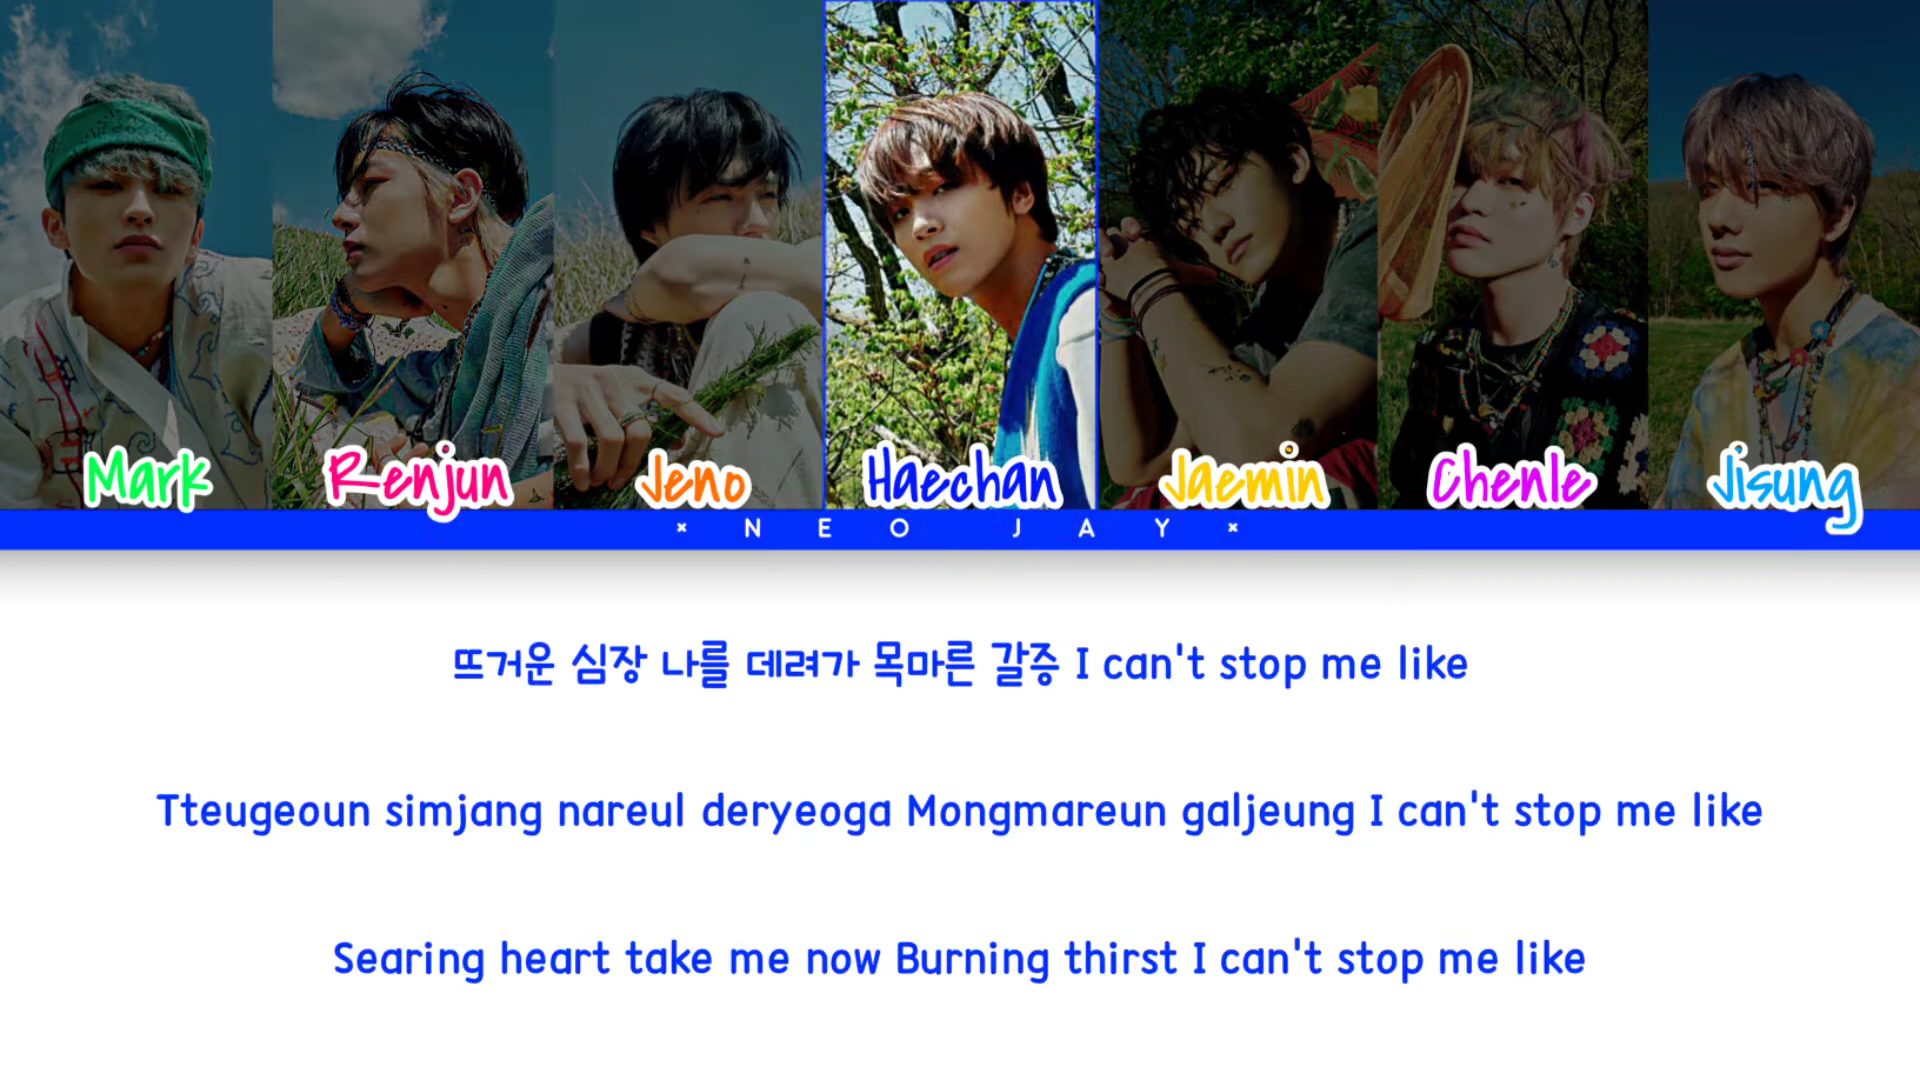 Mark Renjun Jeno Haechan Jaemin Chenle Jisung
× NEO JAY ×
뜨거운 심장 나를 데려가 목마른 갈증 I can't stop me like
Tteugeoun simjang nareul deryeoga Mongmareun galjeung I can't stop me like
Searing heart take me now Burning thirst I can't stop me like